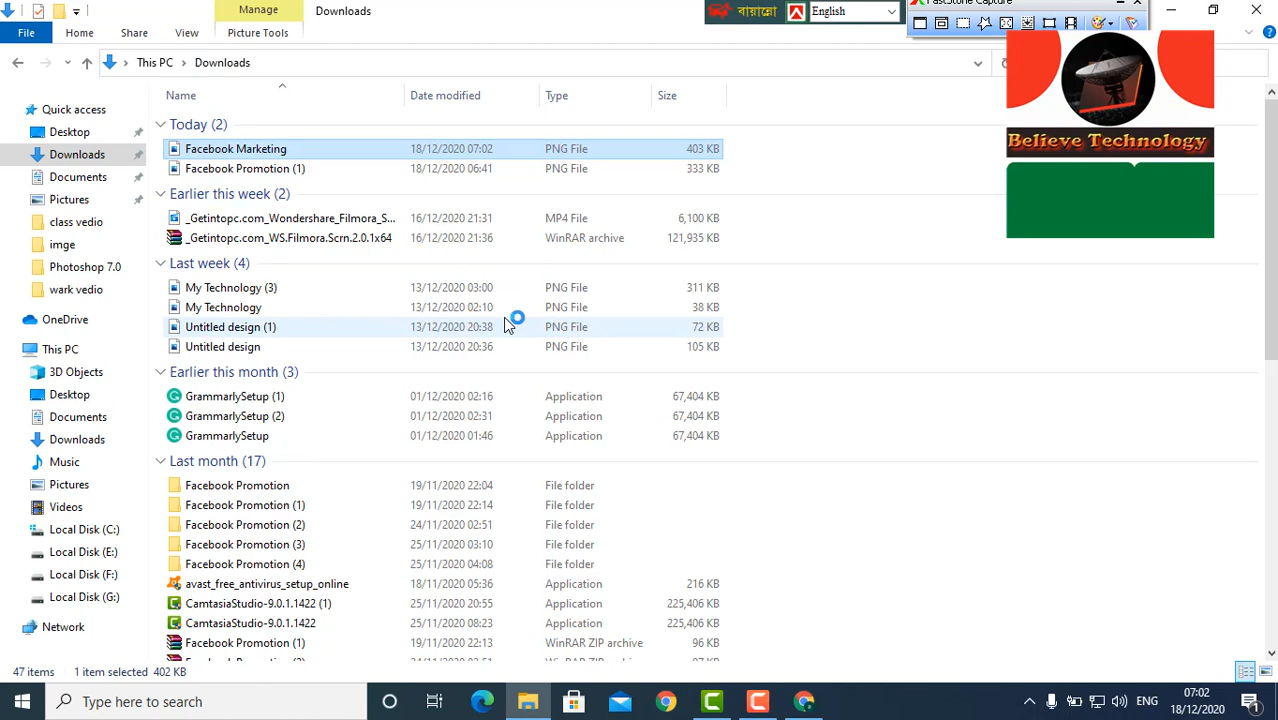 Manage
Downloads
বায়ান্নো
English
FastStone Capture
File
Home
Share
View
Picture Tools
This PC
Downloads
Name
Date modified
Type
Size
Quick access
Desktop
Downloads
Documents
Pictures
class vedio
imge
Photoshop 7.0
wark vedio
OneDrive
This PC
3D Objects
Desktop
Documents
Downloads
Music
Pictures
Videos
Local Disk (C:)
Local Disk (E:)
Local Disk (F:)
Local Disk (G:)
Network
Today (2)
Facebook Marketing 18/12/2020 07:02 PNG File 403 KB
Facebook Promotion (1) 18/12/2020 06:41 PNG File 333 KB
Earlier this week (2)
_Getintopc.com_Wondershare_Filmora_S... 16/12/2020 21:31 MP4 File 6,100 KB
_Getintopc.com_WS.Filmora.Scrn.2.0.1x64 16/12/2020 21:36 WinRAR archive 121,935 KB
Last week (4)
My Technology (3) 13/12/2020 03:00 PNG File 311 KB
My Technology 13/12/2020 02:10 PNG File 38 KB
Untitled design (1) 13/12/2020 20:38 PNG File 72 KB
Untitled design 13/12/2020 20:36 PNG File 105 KB
Earlier this month (3)
GrammarlySetup (1) 01/12/2020 02:16 Application 67,404 KB
GrammarlySetup (2) 01/12/2020 02:31 Application 67,404 KB
GrammarlySetup 01/12/2020 01:46 Application 67,404 KB
Last month (17)
Facebook Promotion 19/11/2020 22:04 File folder
Facebook Promotion (1) 19/11/2020 22:14 File folder
Facebook Promotion (2) 24/11/2020 02:51 File folder
Facebook Promotion (3) 25/11/2020 03:10 File folder
Facebook Promotion (4) 25/11/2020 04:08 File folder
avast_free_antivirus_setup_online 18/11/2020 05:36 Application 216 KB
CamtasiaStudio-9.0.1.1422 (1) 25/11/2020 20:55 Application 225,406 KB
CamtasiaStudio-9.0.1.1422 25/11/2020 08:23 Application 225,406 KB
Facebook Promotion (1) 19/11/2020 22:13 WinRAR ZIP archive 96 KB
Believe Technology
47 items 1 item selected 402 KB
Type here to search
ENG
07:02
18/12/2020
1